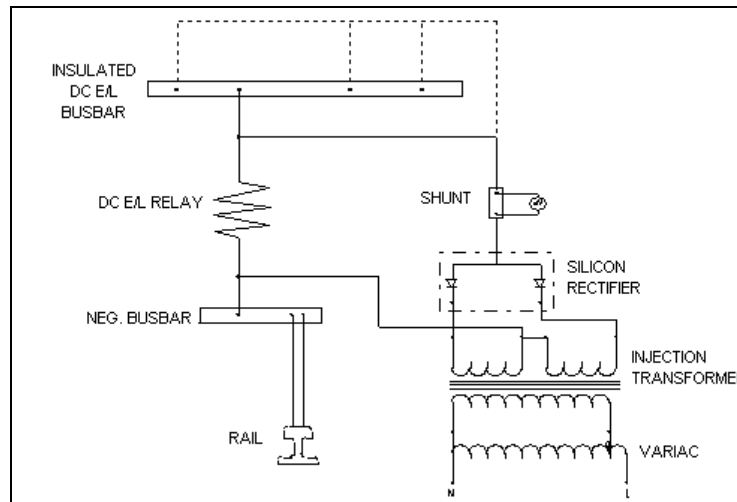 INSULATED
DC E/L
BUSBAR
DC E/L RELAY
SHUNT
SILICON
RECTIFIER
NEG. BUSBAR
INJECTION
TRANSFORME
RAIL
VARIAC
N
L